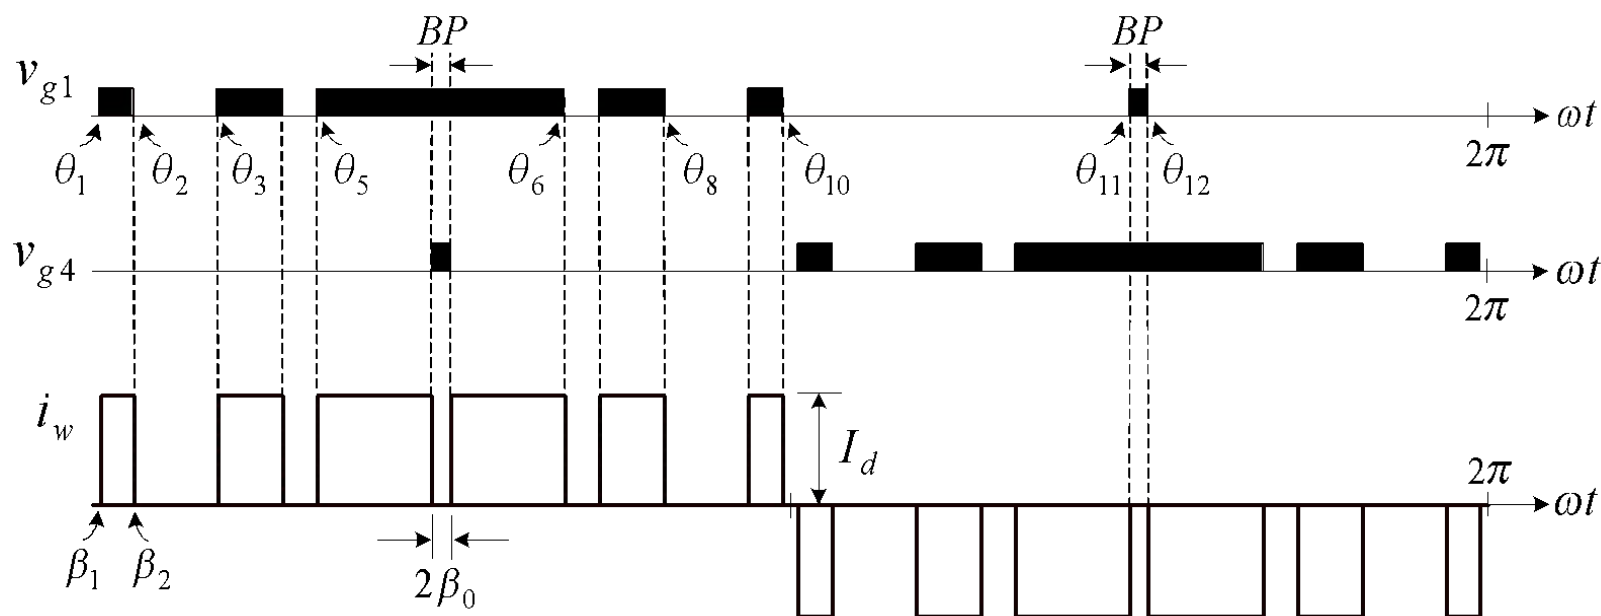 BP BP
v_g1 ωt
θ_1 θ_2 θ_3 θ_5 θ_6 θ_8 θ_10 θ_11 θ_12 2π
v_g4 ωt
2π
i_w I_d 2π
ωt
β_1 β_2 2β_0